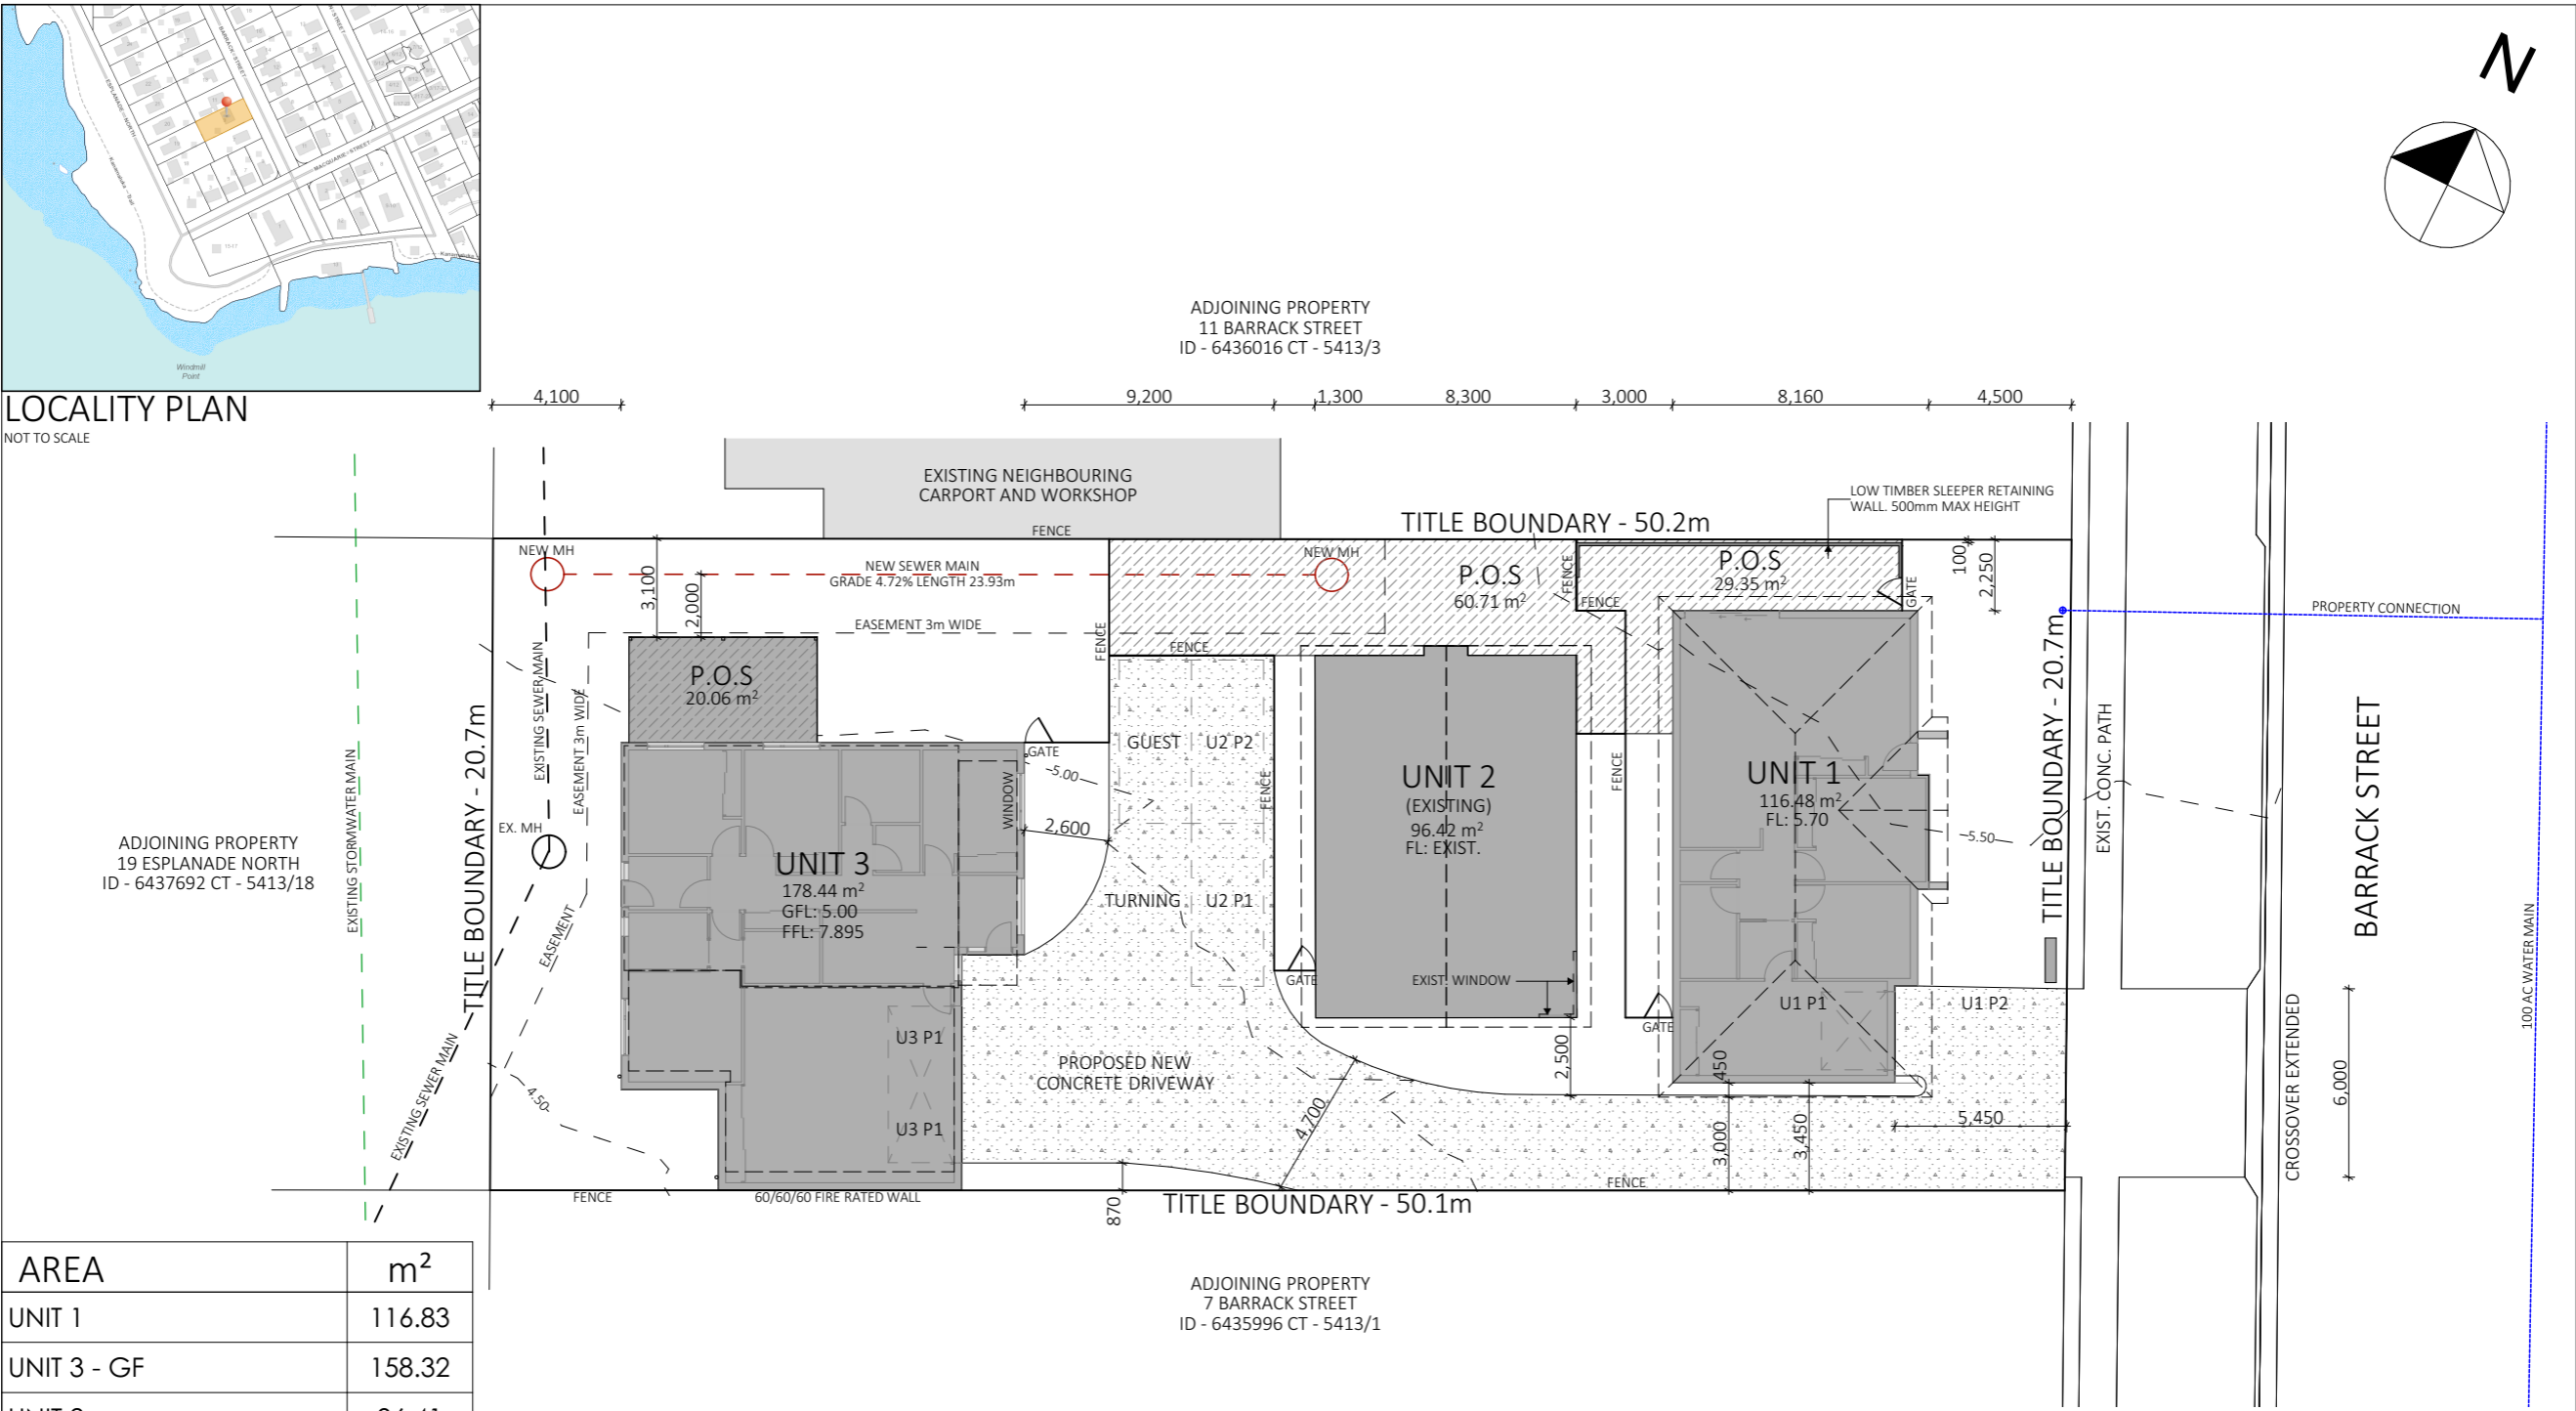 N
BARRACK STREET
ESPLANADE NORTH
MACQUARIE STREET
Windmill
Point
LOCALITY PLAN
NOT TO SCALE
ADJOINING PROPERTY
11 BARRACK STREET
ID - 6436016 CT - 5413/3
4,100
9,200
1,300
8,300
3,000
8,160
4,500
EXISTING NEIGHBOURING
CARPORT AND WORKSHOP
FENCE
TITLE BOUNDARY - 50.2m
LOW TIMBER SLEEPER RETAINING
WALL. 500mm MAX HEIGHT
NEW MH
NEW SEWER MAIN
GRADE 4.72% LENGTH 23.93m
NEW MH
3,100
2,000
EASEMENT 3m WIDE
P.O.S
60.71 m²
FENCE
FENCE
P.O.S
29.35 m²
GATE
100
2,250
PROPERTY CONNECTION
FENCE
FENCE
P.O.S
20.06 m²
EXISTING SEWER MAIN
EASEMENT 3m WIDE
TITLE BOUNDARY - 20.7m
EXISTING STORMWATER MAIN
GATE
-5.00
WINDOW
2,600
GUEST
U2 P2
FENCE
TURNING
U2 P1
UNIT 2
(EXISTING)
96.42 m²
FL: EXIST.
FENCE
UNIT 1
116.48 m²
FL: 5.70
-5.50
TITLE BOUNDARY - 20.7m
EXIST. CONC. PATH
BARRACK STREET
ADJOINING PROPERTY
19 ESPLANADE NORTH
ID - 6437692 CT - 5413/18
EX. MH
UNIT 3
178.44 m²
GFL: 5.00
FFL: 7.895
EASEMENT
EXISTING SEWER MAIN
4.50
GATE
EXIST. WINDOW
GATE
U1 P1
U1 P2
CROSSOVER EXTENDED
6,000
100 AC WATER MAIN
U3 P1
U3 P1
PROPOSED NEW
CONCRETE DRIVEWAY
4,700
2,500
450
3,000
3,450
5,450
FENCE
60/60/60 FIRE RATED WALL
870
TITLE BOUNDARY - 50.1m
FENCE
ADJOINING PROPERTY
7 BARRACK STREET
ID - 6435996 CT - 5413/1
AREA m²
UNIT 1 116.83
UNIT 3 - GF 158.32